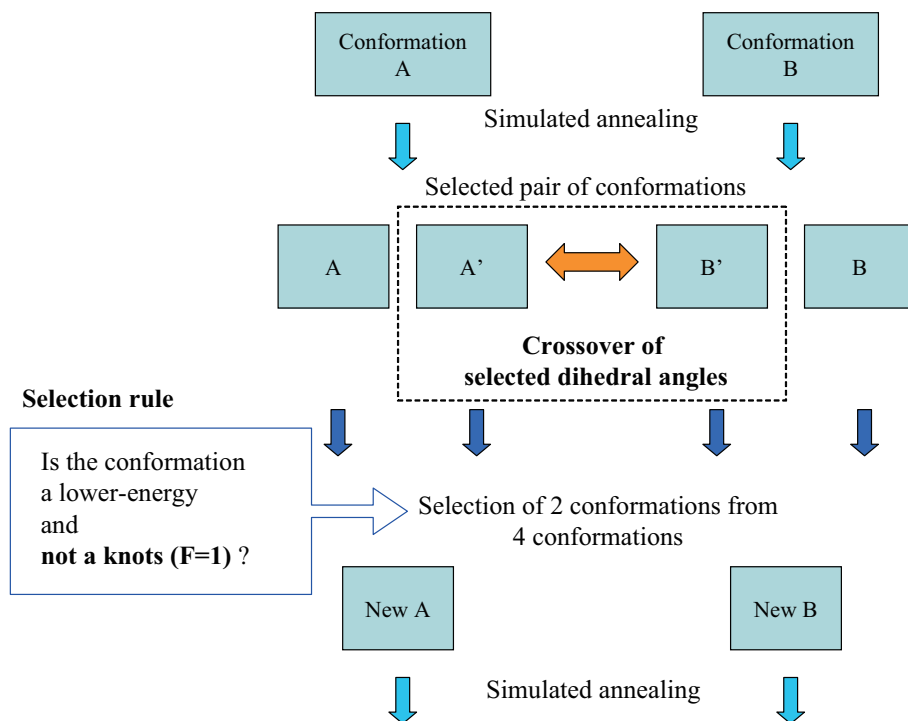 Conformation
A
Conformation
B
Simulated annealing
Selected pair of conformations
A
A’
B’
B
Crossover of
selected dihedral angles
Selection rule
Is the conformation
a lower-energy
and
not a knots (F=1) ?
Selection of 2 conformations from
4 conformations
New A
New B
Simulated annealing